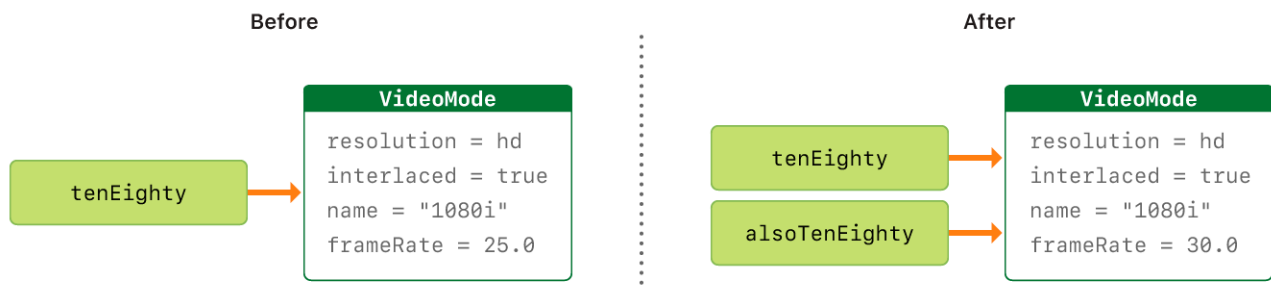 Before
VideoMode
tenEighty
resolution = hd
interlaced = true
name = "1080i"
frameRate = 25.0
After
VideoMode
tenEighty
alsoTenEighty
resolution = hd
interlaced = true
name = "1080i"
frameRate = 30.0